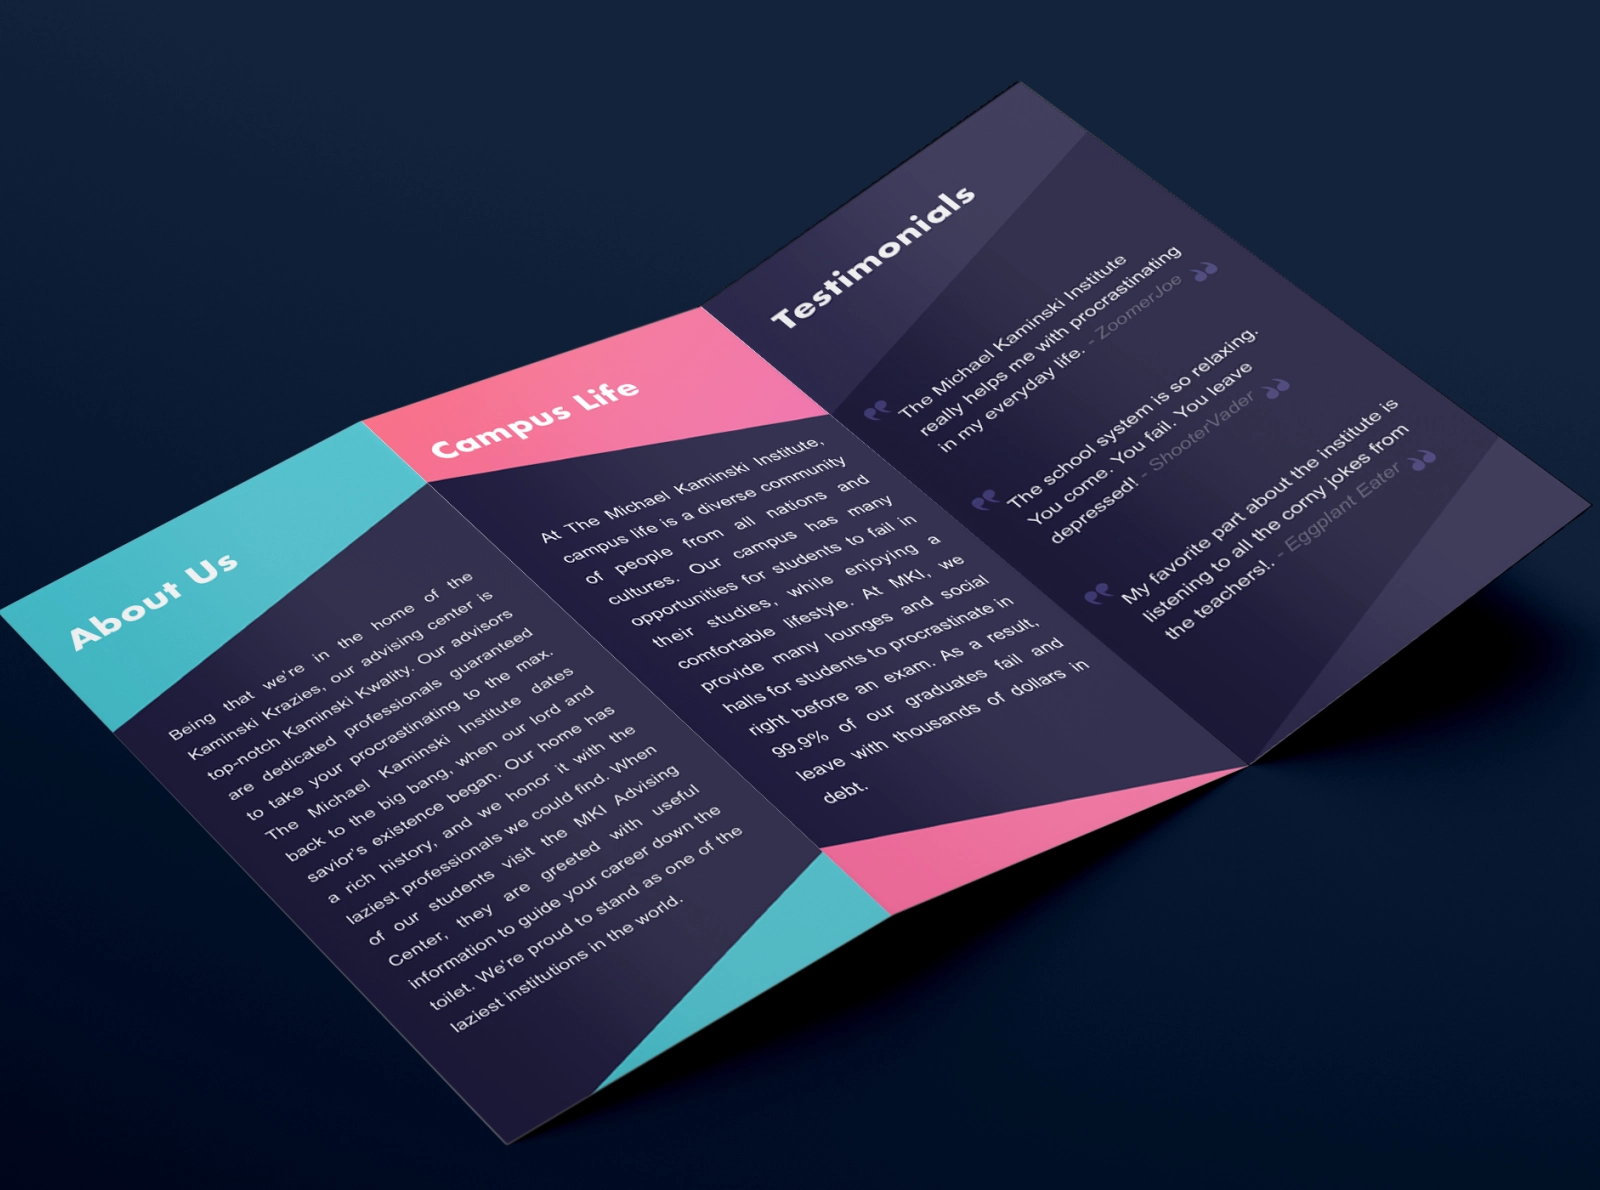 About Us
Being that we're in the home of the
Kaminski Krazies, our advising center is
top-notch Kaminski Kwality. Our advisors
are dedicated professionals guaranteed
to take your procrastinating to the max.
The Michael Kaminski Institute dates
back to the big bang, when our lord and
savior's existence began. Our home has
a rich history, and we honor it with the
laziest professionals we could find. When
of our students visit the MKI Advising
Center, they are greeted with useful
information to guide your career down the
toilet. We're proud to stand as one of the
laziest institutions in the world.
Campus Life
At The Michael Kaminski Institute,
campus life is a diverse community
of people from all nations and
cultures. Our campus has many
opportunities for students to fail in
their studies, while enjoying a
comfortable lifestyle. At MKI, we
provide many lounges and social
halls for students to procrastinate in
right before an exam. As a result,
99.9% of our graduates fail and
leave with thousands of dollars in
debt.
Testimonials
“ The Michael Kaminski Institute
really helps me with procrastinating
in my everyday life. - ZoomerJoe ”
“ The school system is so relaxing.
You come. You fail. You leave
depressed! - ShooterVader ”
“ My favorite part about the institute is
listening to all the corny jokes from
the teachers!. - Eggplant Eater ”